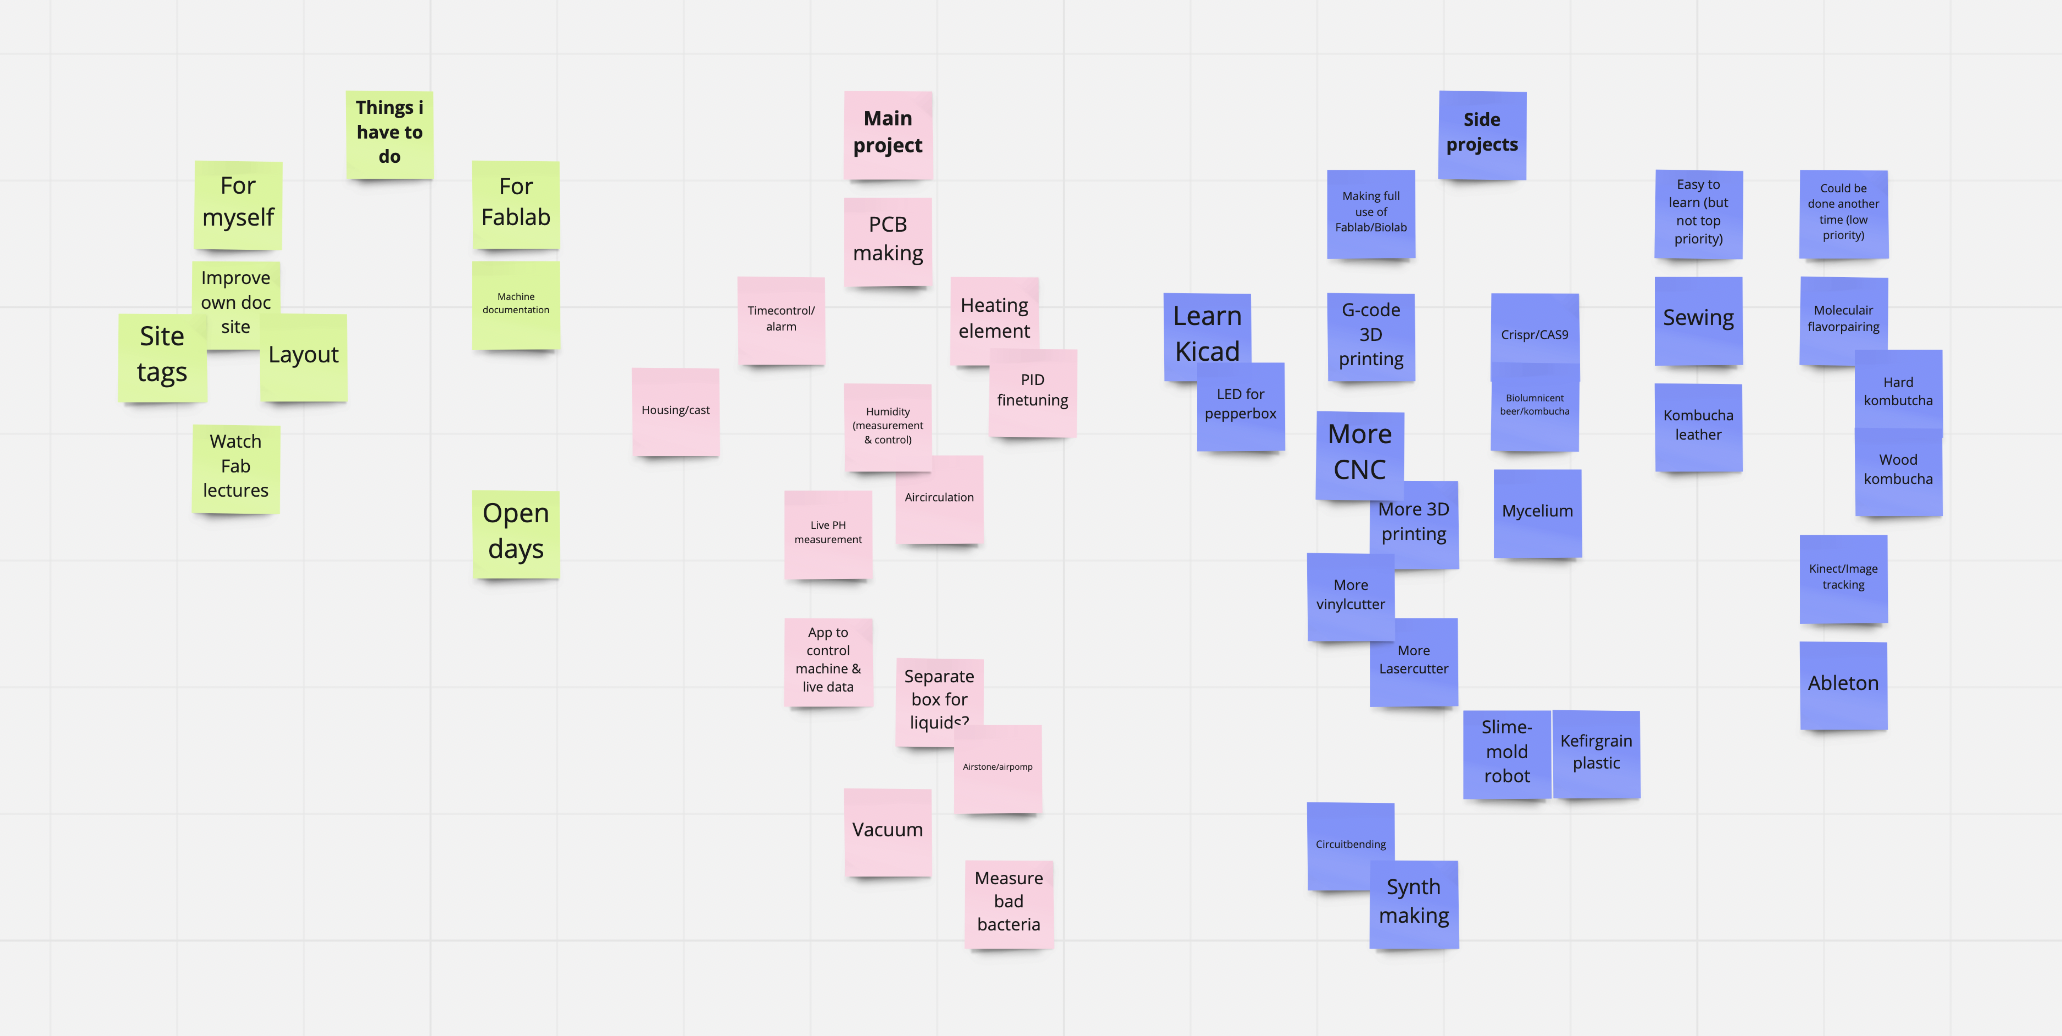 Things i
have to
do
For
myself
For
Fablab
Improve
own doc
site
Site
tags
Layout
Watch
Fab
lectures
Machine
documentation
Open
days
Main
project
PCB
making
Timecontrol/
alarm
Heating
element
PID
finetuning
Housing/cast
Humidity
(measurement
& control)
Aircirculation
Live PH
measurement
App to
control
machine &
live data
Separate
box for
liquids?
Airstone/airpomp
Vacuum
Measure
bad
bacteria
Side
projects
Making full
use of
Fablab/Biolab
Easy to
learn (but
not top
priority)
Could be
done another
time (low
priority)
Learn
Kicad
LED for
pepperbox
G-code
3D
printing
More
CNC
More 3D
printing
More
vinylcutter
More
Lasercutter
Crispr/CAS9
Biolumnicent
beer/kombucha
Mycelium
Slime-
mold
robot
Kefirgrain
plastic
Circuitbending
Synth
making
Sewing
Kombucha
leather
Moleculair
flavorpairing
Hard
kombutcha
Wood
kombucha
Kinect/Image
tracking
Ableton